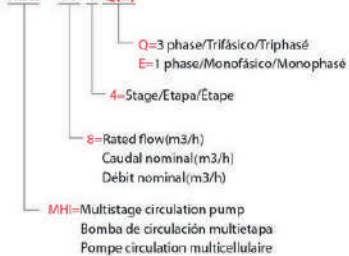 Q=3 phase/Trifásico/Triphasé
E=1 phase/Monofásico/Monophasé
4=Stage/Etapa/Étape
8=Rated flow(m3/h)
Caudal nominal(m3/h)
Débit nominal(m3/h)
MHI=Multistage circulation pump
Bomba de circulación multietapa
Pompe circulation multicellulaire